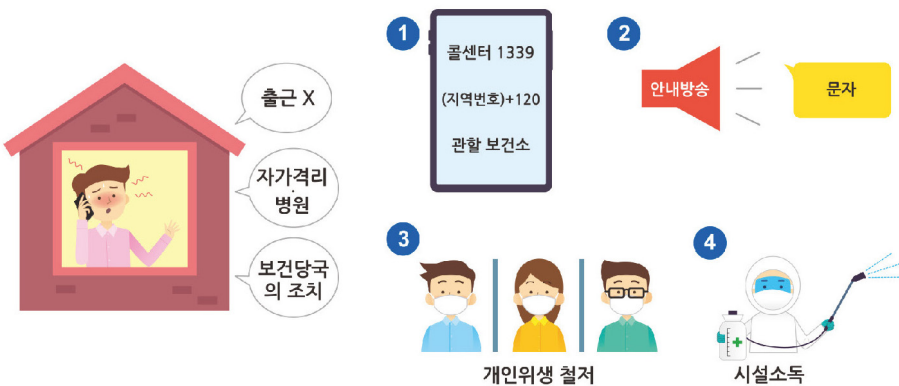 출근 X
자가격리
·
병원
보건당국
의 조치
1
콜센터 1339
(지역번호)+120
관할 보건소
2
안내방송
문자
3
개인위생 철저
4
시설소독